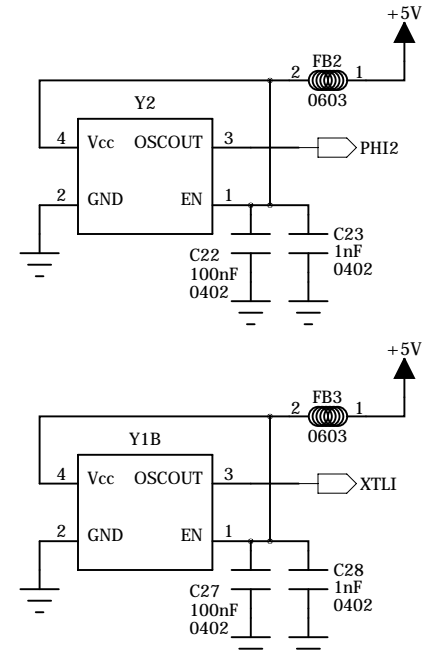 +5V
FB2
2 1
0603
Y2
4 Vcc OSCOUT 3
PHI2
2 GND EN 1
C22
100nF
0402
C23
1nF
0402
+5V
FB3
2 1
0603
Y1B
4 Vcc OSCOUT 3
XTLI
2 GND EN 1
C27
100nF
0402
C28
1nF
0402